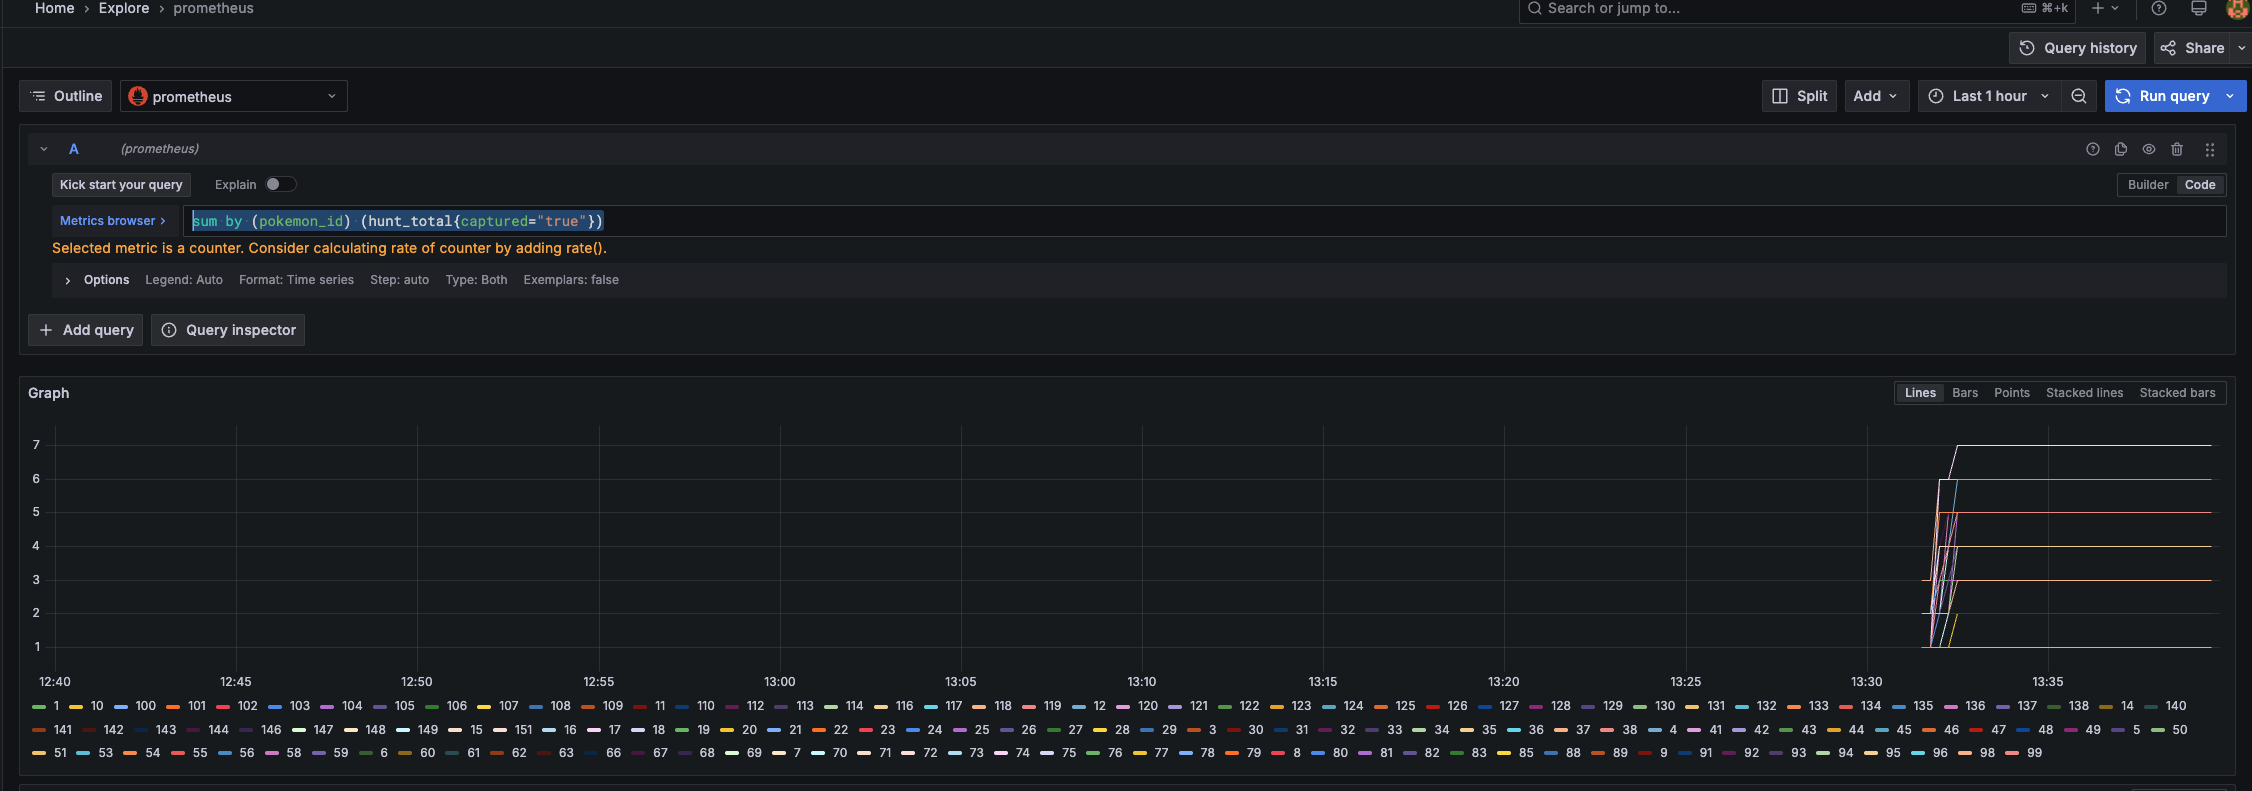 Home › Explore › prometheus
Search or jump to... ⌘+k
Query history Share
Outline prometheus Split Add Last 1 hour Run query
A (prometheus)
Kick start your query Explain Builder Code
Metrics browser > sum by (pokemon_id) (hunt_total{captured="true"})
Selected metric is a counter. Consider calculating rate of counter by adding rate().
Options Legend: Auto Format: Time series Step: auto Type: Both Exemplars: false
+ Add query Query inspector
Graph Lines Bars Points Stacked lines Stacked bars
7
6
5
4
3
2
1
12:40 12:45 12:50 12:55 13:00 13:05 13:10 13:15 13:20 13:25 13:30 13:35
1 10 100 101 102 103 104 105 106 107 108 109 11 110 112 113 114 116 117 118 119 12 120 121 122 123 124 125 126 127 128 129 130 131 132 133 134 135 136 137 138 14 140
141 142 143 144 146 147 148 149 15 151 16 17 18 19 20 21 22 23 24 25 26 27 28 29 3 30 31 32 33 34 35 36 37 38 4 41 42 43 44 45 46 47 48 49 5 50
51 53 54 55 56 58 59 6 60 61 62 63 66 67 68 69 7 70 71 72 73 74 75 76 77 78 79 8 80 81 82 83 85 88 89 9 91 92 93 94 95 96 98 99